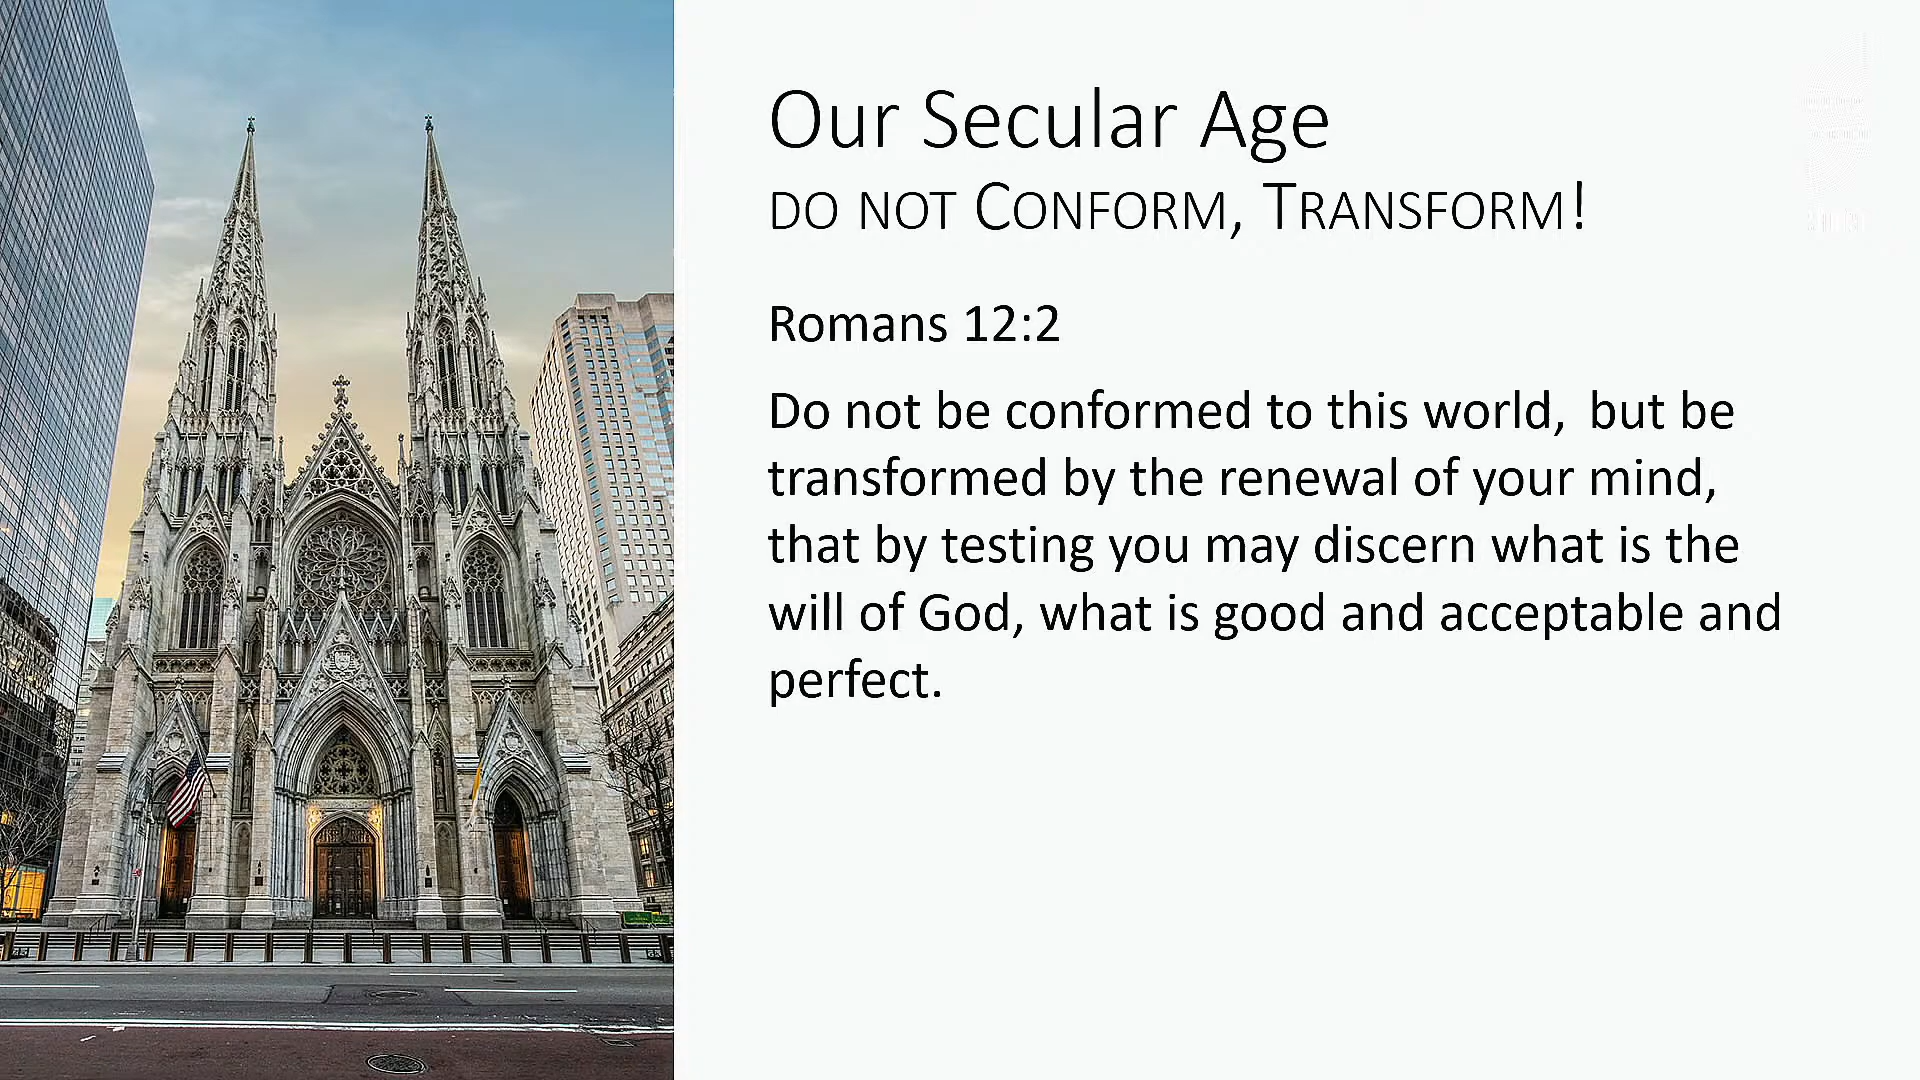 Our Secular Age
DO NOT CONFORM, TRANSFORM!
Romans 12:2
Do not be conformed to this world, but be
transformed by the renewal of your mind,
that by testing you may discern what is the
will of God, what is good and acceptable and
perfect.